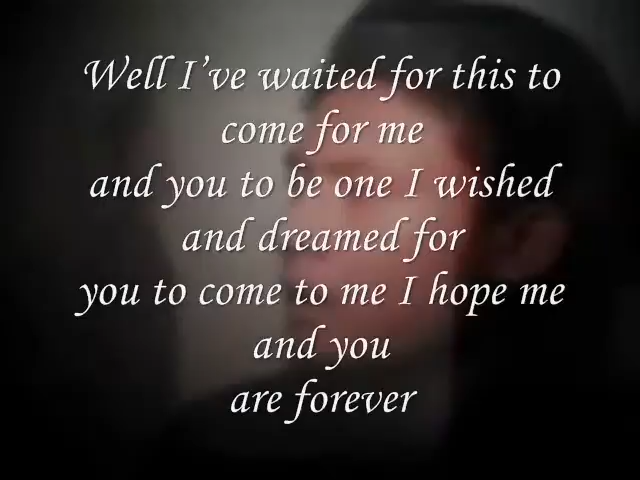 Well I've waited for this to
come for me
and you to be one I wished
and dreamed for
you to come to me I hope me
and you
are forever